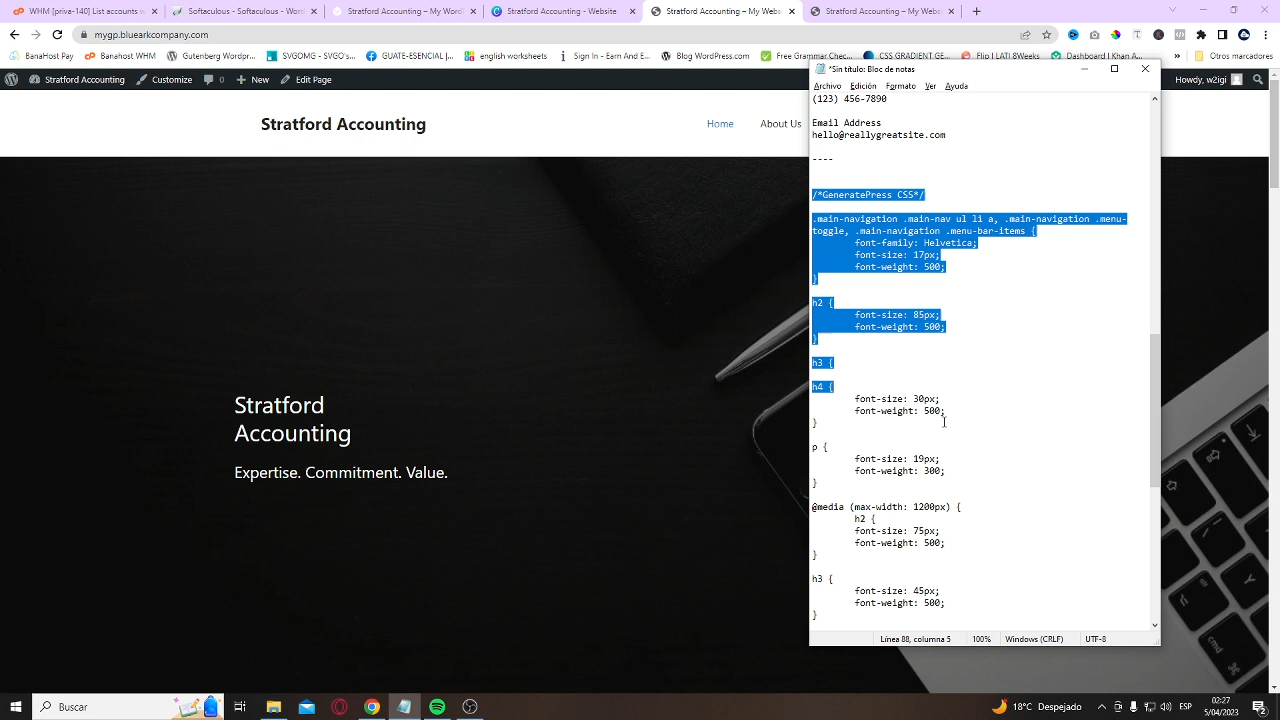 WHM [priva-140] List accounts w
Softaculous - Softaculous - Word
Stratford Accounting – My Word
Stratford Accounting - Website
Stratford Accounting – My Webs
Stratford Accounting – My Webs
mygp.bluearkcompany.com
BanaHost Pay
Banahost WHM
Gutenberg Wordpr...
SVGOMG - SVGO's...
GUATE-ESENCIAL |...
english worksheets
Sign In - Earn And E...
Blog WordPress.com
Free Grammar Chec...
CSS GRADIENT GE...
Flip | LATI 8Weeks
Dashboard | Khan A...
»
Otros marcadores
Stratford Accounting
Customize
0
New
Edit Page
Howdy, w2igi
Stratford Accounting
Home
About Us
Stratford
Accounting
Expertise. Commitment. Value.
*Sin título: Bloc de notas
Archivo Edición Formato Ver Ayuda
(123) 456-7890
Email Address
hello@reallygreatsite.com
----
/*GeneratePress CSS*/
.main-navigation .main-nav ul li a, .main-navigation .menu-
toggle, .main-navigation .menu-bar-items {
font-family: Helvetica;
font-size: 17px;
font-weight: 500;
}
h2 {
font-size: 85px;
font-weight: 500;
}
h3 {
h4 {
font-size: 30px;
font-weight: 500;
}
p {
font-size: 19px;
font-weight: 300;
}
@media (max-width: 1200px) {
h2 {
font-size: 75px;
font-weight: 500;
}
h3 {
font-size: 45px;
font-weight: 500;
}
Línea 88, columna 5
100%
Windows (CRLF)
UTF-8
cmd
Buscar
18°C Despejado
ESP
02:27
5/04/2023